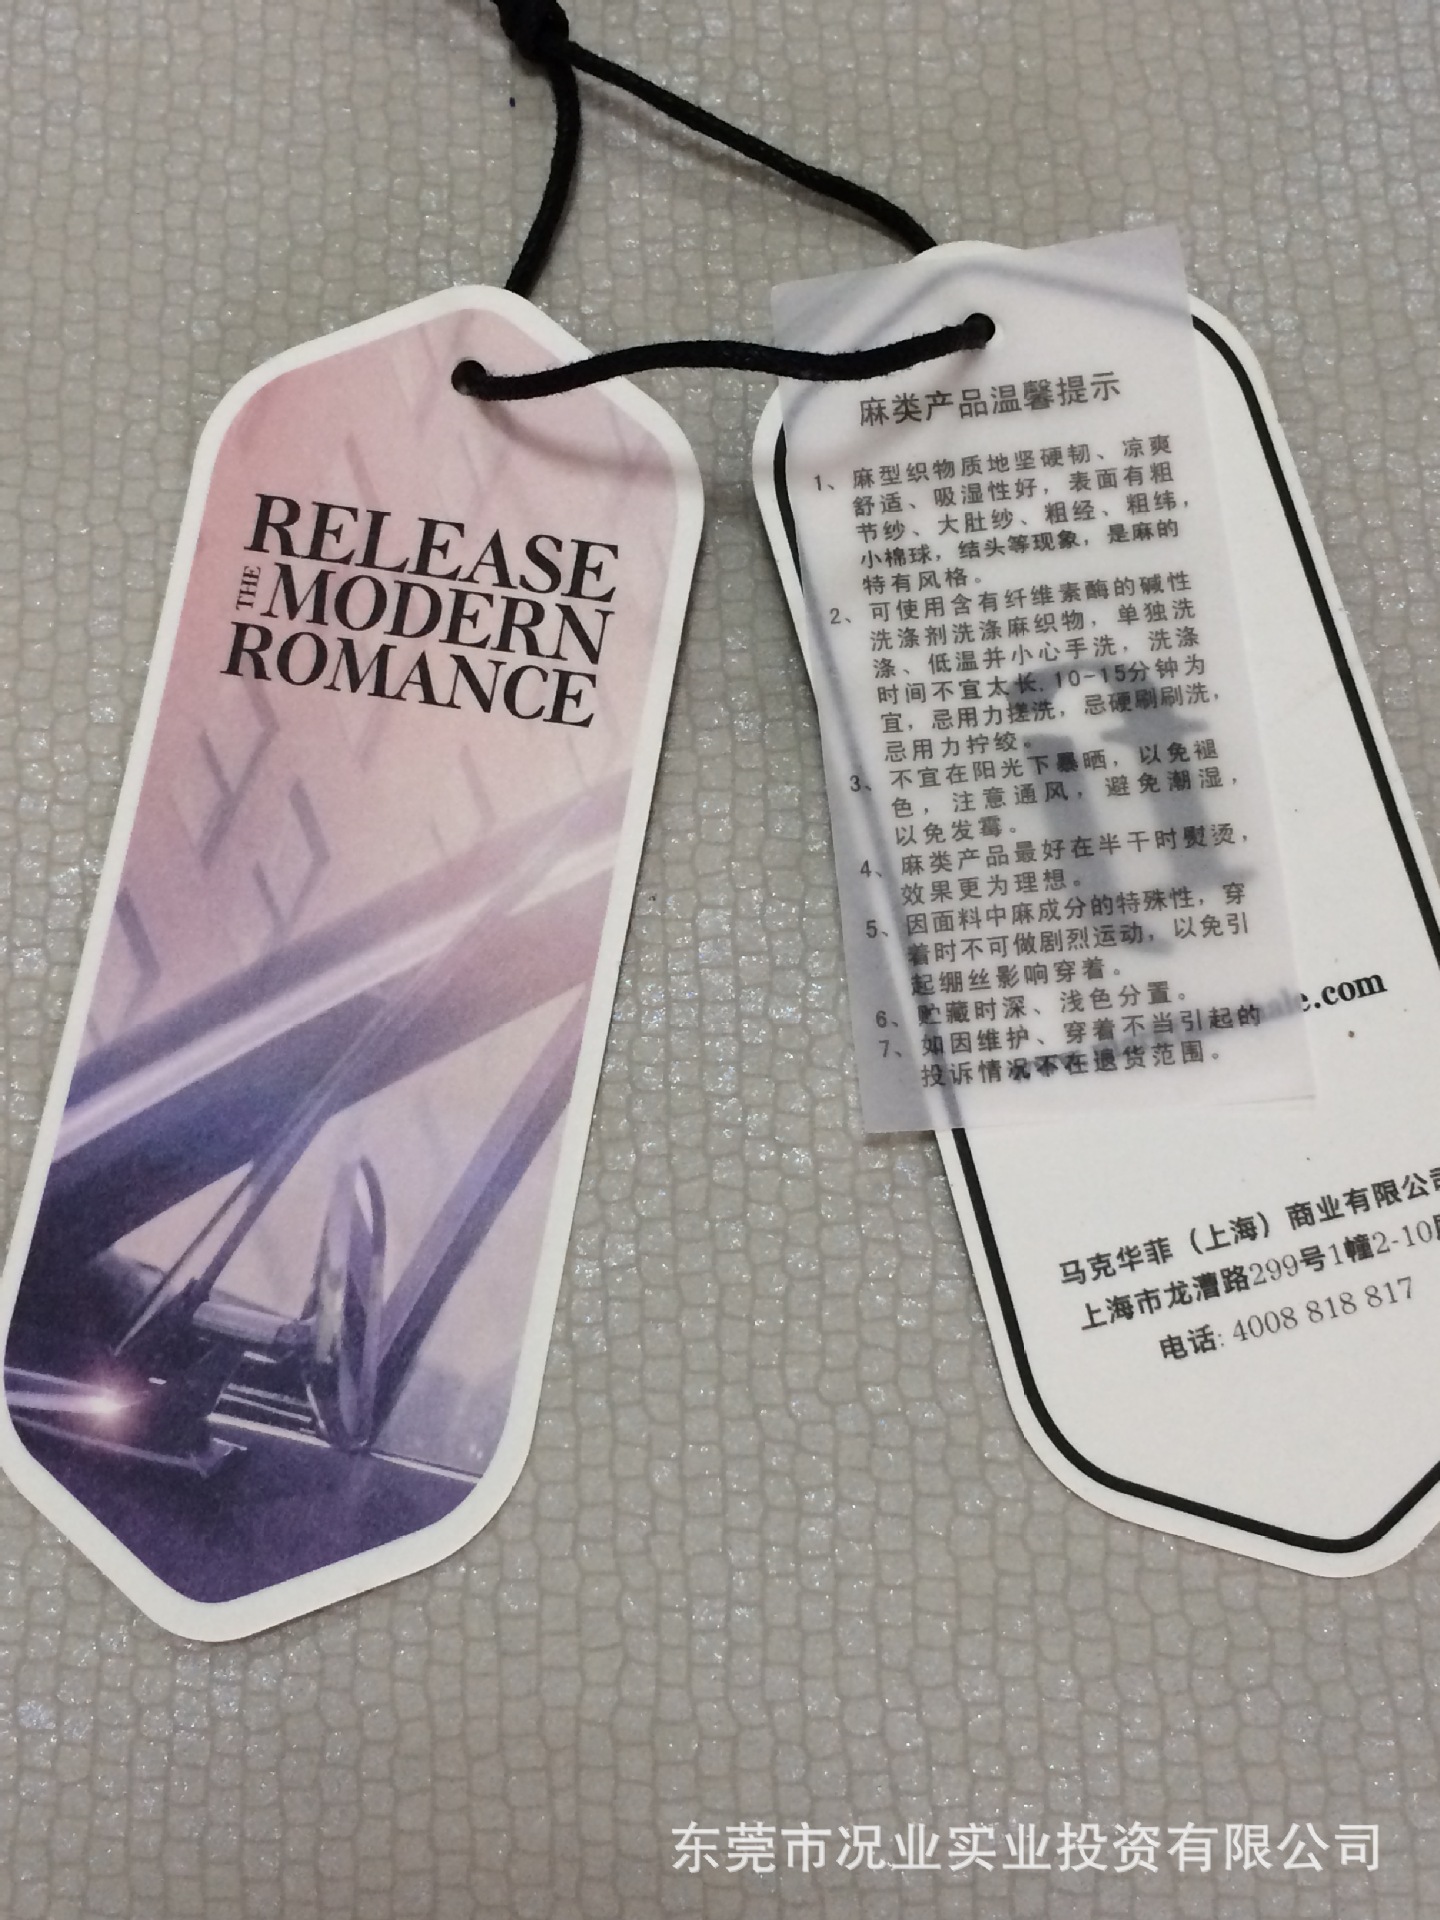 RELEASE
THE MODERN
ROMANCE
麻类产品温馨提示
1、麻型织物质地坚硬韧、凉爽
舒适、吸湿性好，表面有粗
节纱、大肚纱、粗经、粗纬，
小棉球，结头等现象，是麻的
特有风格。
2、可使用含有纤维素酶的碱性
洗涤剂洗涤麻织物，单独洗
涤、低温并小心手洗，洗涤
时间不宜太长.10-15分钟为
宜，忌用力搓洗，忌硬刷刷洗，
忌用力拧绞。
3、不宜在阳光下暴晒，以免褪
色，注意通风，避免潮湿，
以免发霉。
4、麻类产品最好在半干时熨烫，
效果更为理想。
5、因面料中麻成分的特殊性，穿
着时不可做剧烈运动，以免引
起绷丝影响穿着。
6、贮藏时深、浅色分置。
7、如因维护、穿着不当引起的
投诉情况不在退货范围。
e.com
马克华菲（上海）商业有限公司
上海市龙漕路299号1幢2-10
电话: 4008 818 817
东莞市况业实业投资有限公司